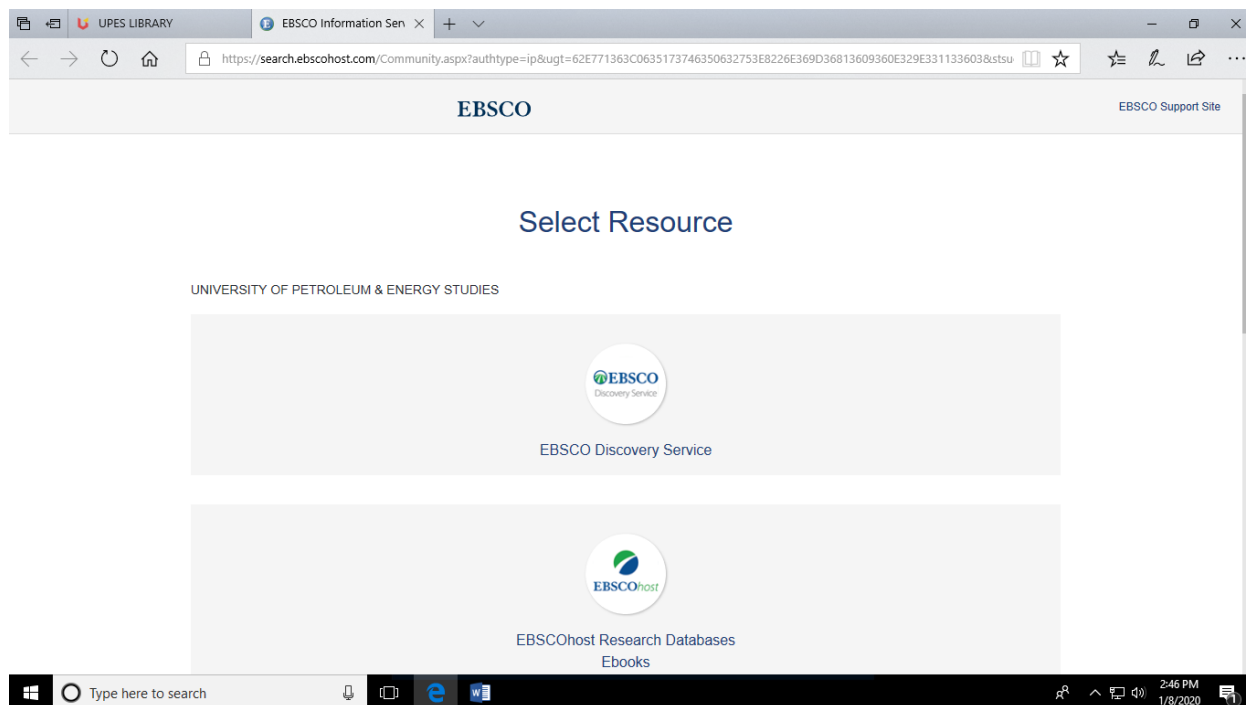 UPES LIBRARY
EBSCO Information Serv
https://search.ebscohost.com/Community.aspx?authtype=ip&ugt=62E771363C0635173746350632753E8226E369D36813609360E329E331133603&stsu
EBSCO
EBSCO Support Site
Select Resource
UNIVERSITY OF PETROLEUM & ENERGY STUDIES
EBSCO
Discovery Service
EBSCO Discovery Service
EBSCOhost
EBSCOhost Research Databases
Ebooks
Type here to search
2:46 PM
1/8/2020